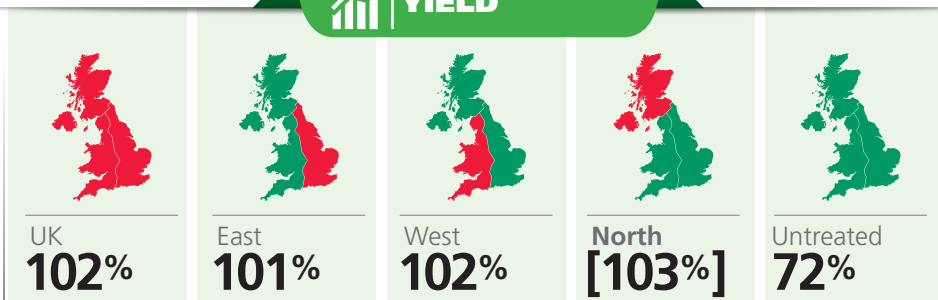 YIELD
UK
102%
East
101%
West
102%
North
[103%]
Untreated
72%